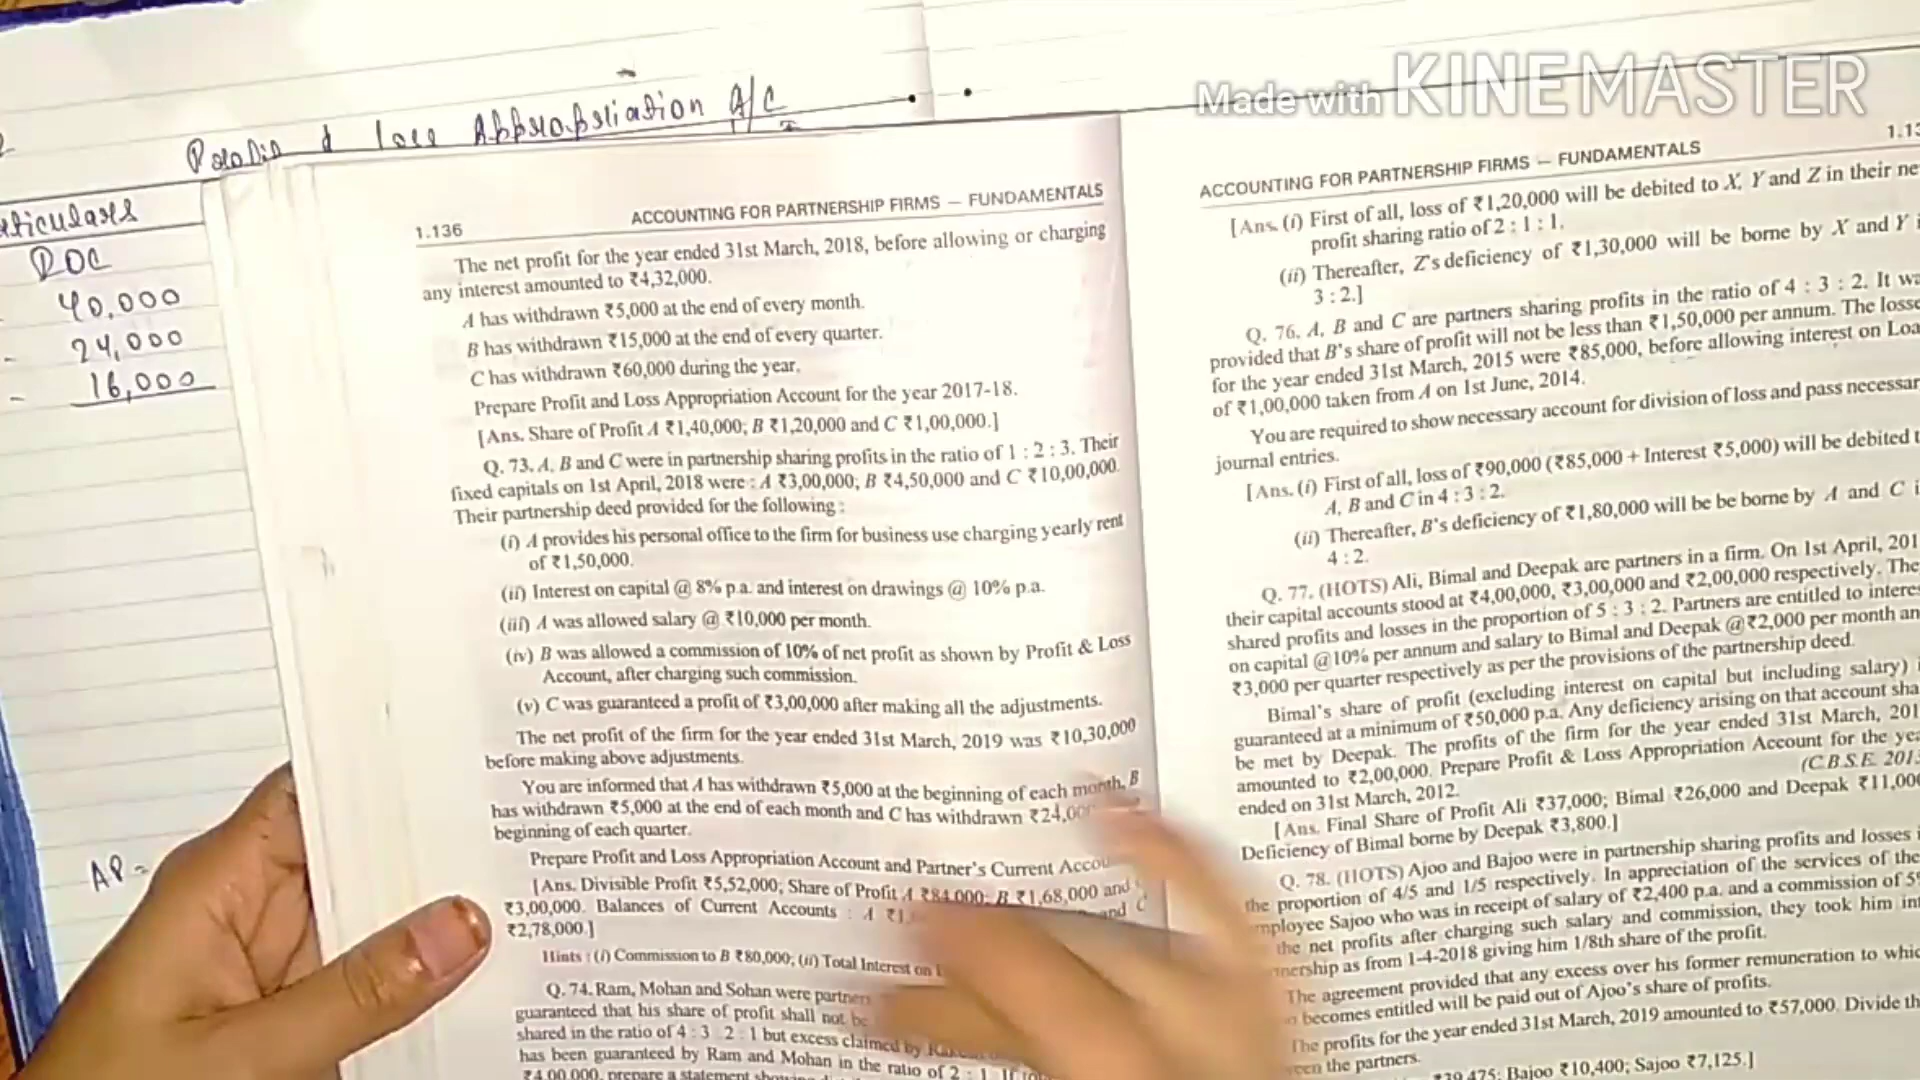 Made with KINEMASTER
Profit & loss Appropriation A/C
40,000
24,000
16,000
1.136
ACCOUNTING FOR PARTNERSHIP FIRMS — FUNDAMENTALS
The net profit for the year ended 31st March, 2018, before allowing or charging
any interest amounted to ₹4,32,000.
A has withdrawn ₹5,000 at the end of every month.
B has withdrawn ₹15,000 at the end of every quarter.
C has withdrawn ₹60,000 during the year.
Prepare Profit and Loss Appropriation Account for the year 2017-18.
[Ans. Share of Profit A ₹1,40,000; B ₹1,20,000 and C ₹1,00,000.]
Q. 73. A, B and C were in partnership sharing profits in the ratio of 1 : 2 : 3. Their
fixed capitals on 1st April, 2018 were : A ₹3,00,000; B ₹4,50,000 and C ₹10,00,000.
Their partnership deed provided for the following :
(i) A provides his personal office to the firm for business use charging yearly rent
of ₹1,50,000.
(ii) Interest on capital @ 8% p.a. and interest on drawings @ 10% p.a.
(iii) A was allowed salary @ ₹10,000 per month.
(iv) B was allowed a commission of 10% of net profit as shown by Profit & Loss
Account, after charging such commission.
(v) C was guaranteed a profit of ₹3,00,000 after making all the adjustments.
The net profit of the firm for the year ended 31st March, 2019 was ₹10,30,000
before making above adjustments.
You are informed that A has withdrawn ₹5,000 at the beginning of each month, B
has withdrawn ₹5,000 at the end of each month and C has withdrawn
beginning of each quarter.
Prepare Profit and Loss Appropriation Account and Partner's Current
[Ans. Divisible Profit ₹5,52,000; Share of Profit A ₹84,000; B ₹1,68,000 and
₹3,00,000. Balances of Current Accounts : A and C
₹2,78,000.]
Hints : (i) Commission to B ₹80,000; (ii) Total Interest on
Q. 74. Ram, Mohan and Sohan were
guaranteed that his share of profit shall not be
shared in the ratio of 4 : 3 : 2 : 1 but excess claimed by
has been guaranteed by Ram and Mohan in the ratio of 2 : 1. If
₹4,00,000, prepare a statement
ACCOUNTING FOR PARTNERSHIP FIRMS — FUNDAMENTALS
[Ans. (i) First of all, loss of ₹1,20,000 will be debited to X, Y and Z in their
profit sharing ratio of 2 : 1 : 1.
(ii) Thereafter, Z's deficiency of ₹1,30,000 will be borne by X and Y
3 : 2.]
Q. 76. A, B and C are partners sharing profits in the ratio of 4 : 3 : 2. It
provided that B's share of profit will not be less than ₹1,50,000 per annum. The
for the year ended 31st March, 2015 were ₹85,000, before allowing interest on
of ₹1,00,000 taken from A on 1st June, 2014.
You are required to show necessary account for division of loss and pass
journal entries.
[Ans. (i) First of all, loss of ₹90,000 (₹85,000 + Interest ₹5,000) will be debited
A, B and C in 4 : 3 : 2.
(ii) Thereafter, B's deficiency of ₹1,80,000 will be be borne by A and C
4 : 2.
Q. 77. (HOTS) Ali, Bimal and Deepak are partners in a firm. On 1st April,
their capital accounts stood at ₹4,00,000, ₹3,00,000 and ₹2,00,000 respectively. The
shared profits and losses in the proportion of 5 : 3 : 2. Partners are entitled to
on capital @10% per annum and salary to Bimal and Deepak @₹2,000 per month
₹3,000 per quarter respectively as per the provisions of the partnership deed.
Bimal's share of profit (excluding interest on capital but including salary)
guaranteed at a minimum of ₹50,000 p.a. Any deficiency arising on that account
be met by Deepak. The profits of the firm for the year ended 31st March,
amounted to ₹2,00,000. Prepare Profit & Loss Appropriation Account for the
ended on 31st March, 2012.
(C.B.S.E.
[Ans. Final Share of Profit Ali ₹37,000; Bimal ₹26,000 and Deepak
Deficiency of Bimal borne by Deepak ₹3,800.]
Q. 78. (HOTS) Ajoo and Bajoo were in partnership sharing profits and losses
the proportion of 4/5 and 1/5 respectively. In appreciation of the services of
Sajoo who was in receipt of salary of ₹2,400 p.a. and a commission of
the net profits after charging such salary and commission, they took him
as from 1-4-2018 giving him 1/8th share of the profit.
The agreement provided that any excess over his former remuneration to
becomes entitled will be paid out of Ajoo's share of profits.
The profits for the year ended 31st March, 2019 amounted to ₹57,000. Divide
the partners.
Bajoo ₹10,400; Sajoo ₹7,125.]